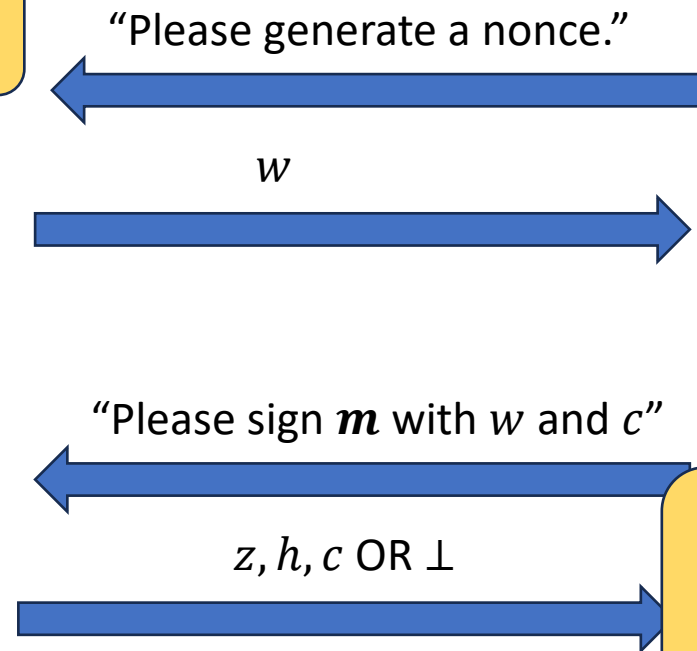 “Please generate a nonce.”
w
“Please sign m with w and c”
z, h, c OR ⊥